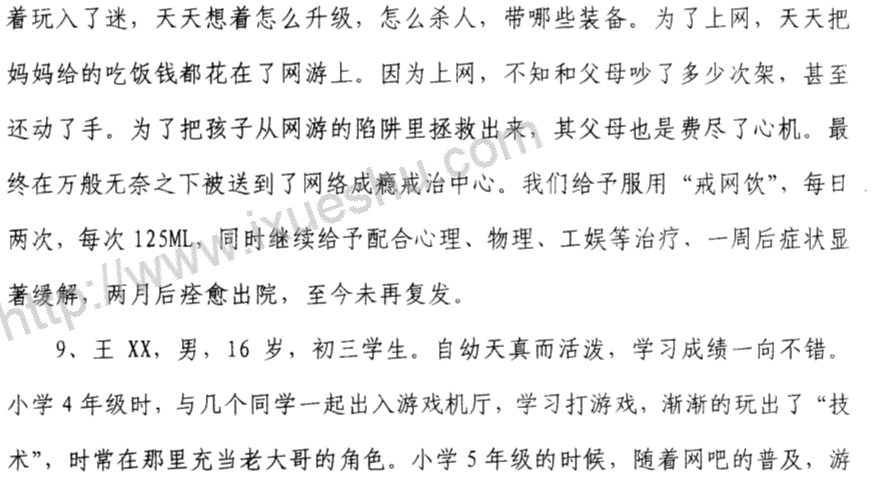 着玩入了迷，天天想着怎么升级，怎么杀人，带哪些装备。为了上网，天天把
妈妈给的吃饭钱都花在了网游上。因为上网，不知和父母吵了多少次架，甚至
还动了手。为了把孩子从网游的陷阱里拯救出来，其父母也是费尽了心机。最
终在万般无奈之下被送到了网络成瘾戒治中心。我们给予服用“戒网饮”，每日
两次，每次 125ML，同时继续给予配合心理、物理、工娱等治疗，一周后症状显
著缓解，两月后痊愈出院，至今未再复发。
9、王 XX，男，16 岁，初三学生。自幼天真而活泼，学习成绩一向不错。
小学 4 年级时，与几个同学一起出入游戏机厅，学习打游戏，渐渐的玩出了“技
术”，时常在那里充当老大哥的角色。小学 5 年级的时候，随着网吧的普及，游
http://www.ixueshu.com